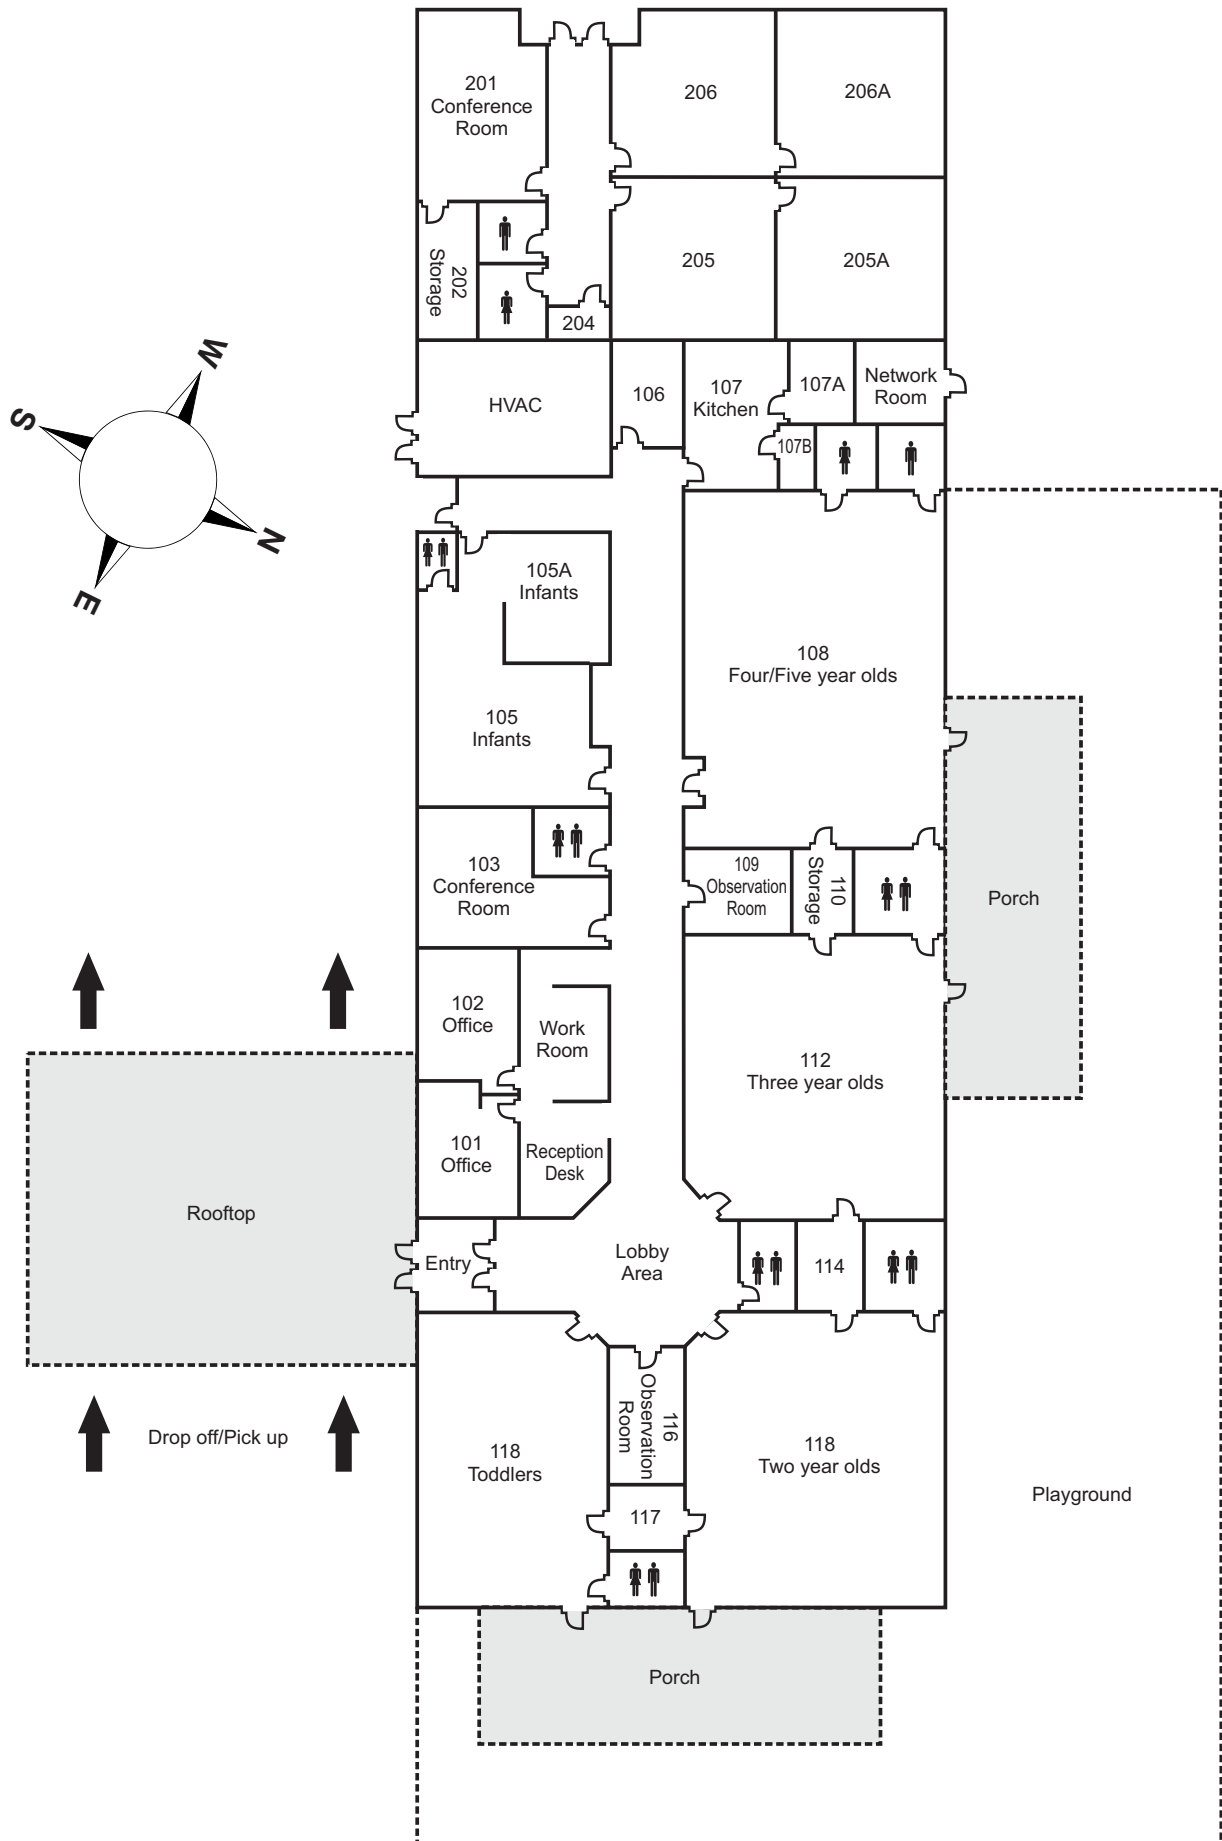 201
Conference
Room
206
206A
202
Storage
205
205A
204
W
S
N
E
HVAC
106
107
Kitchen
107A
Network
Room
107B
105A
Infants
108
Four/Five year olds
105
Infants
103
Conference
Room
109
Observation
Room
110
Storage
Porch
102
Office
Work
Room
112
Three year olds
101
Office
Reception
Desk
Rooftop
Entry
Lobby
Area
114
116
Observation
Room
Drop off/Pick up
118
Toddlers
118
Two year olds
117
Playground
Porch